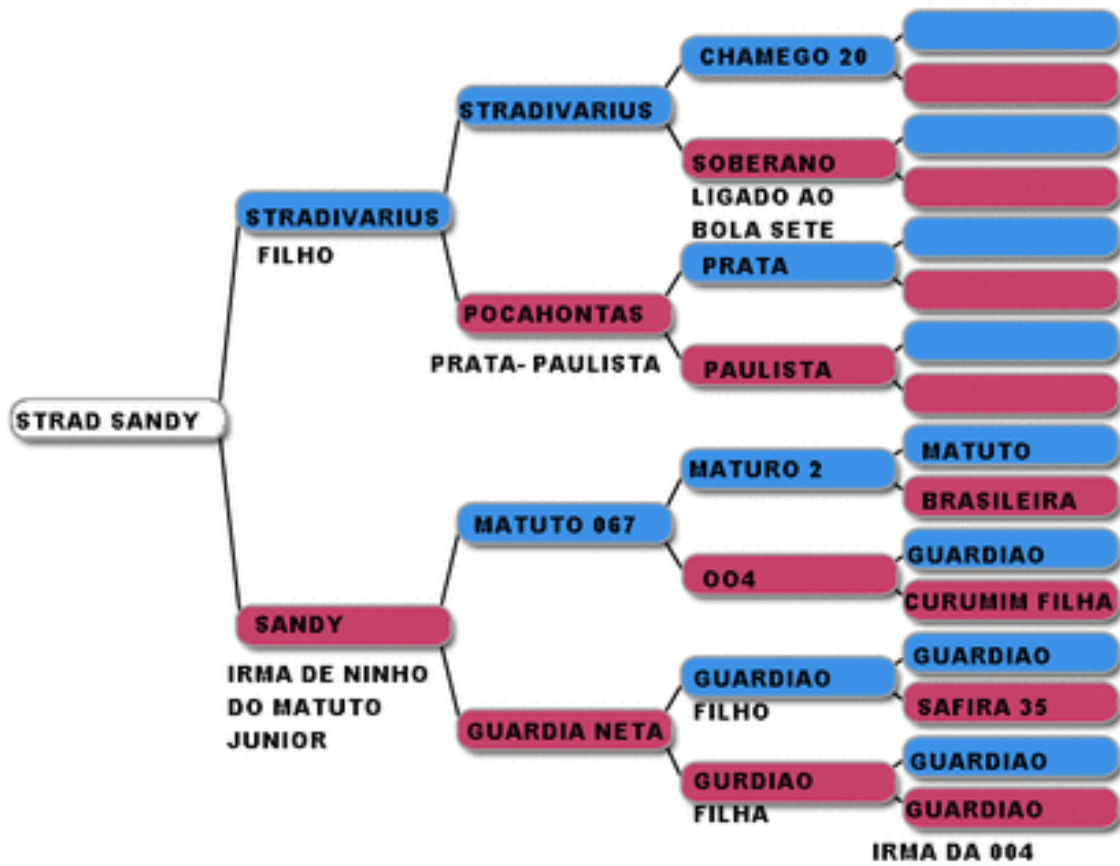 STRAD SANDY
STRADIVARIUS
FILHO
SANDY
IRMA DE NINHO
DO MATUTO
JUNIOR
STRADIVARIUS
POCAHONTAS
PRATA- PAULISTA
MATUTO 067
GUARDIA NETA
CHAMEGO 20
SOBERANO
LIGADO AO
BOLA SETE
PRATA
PAULISTA
MATURO 2
OO4
GUARDIAO
FILHO
GURDIAO
FILHA
MATUTO
BRASILEIRA
GUARDIAO
CURUMIM FILHA
GUARDIAO
SAFIRA 35
GUARDIAO
GUARDIAO
IRMA DA 004